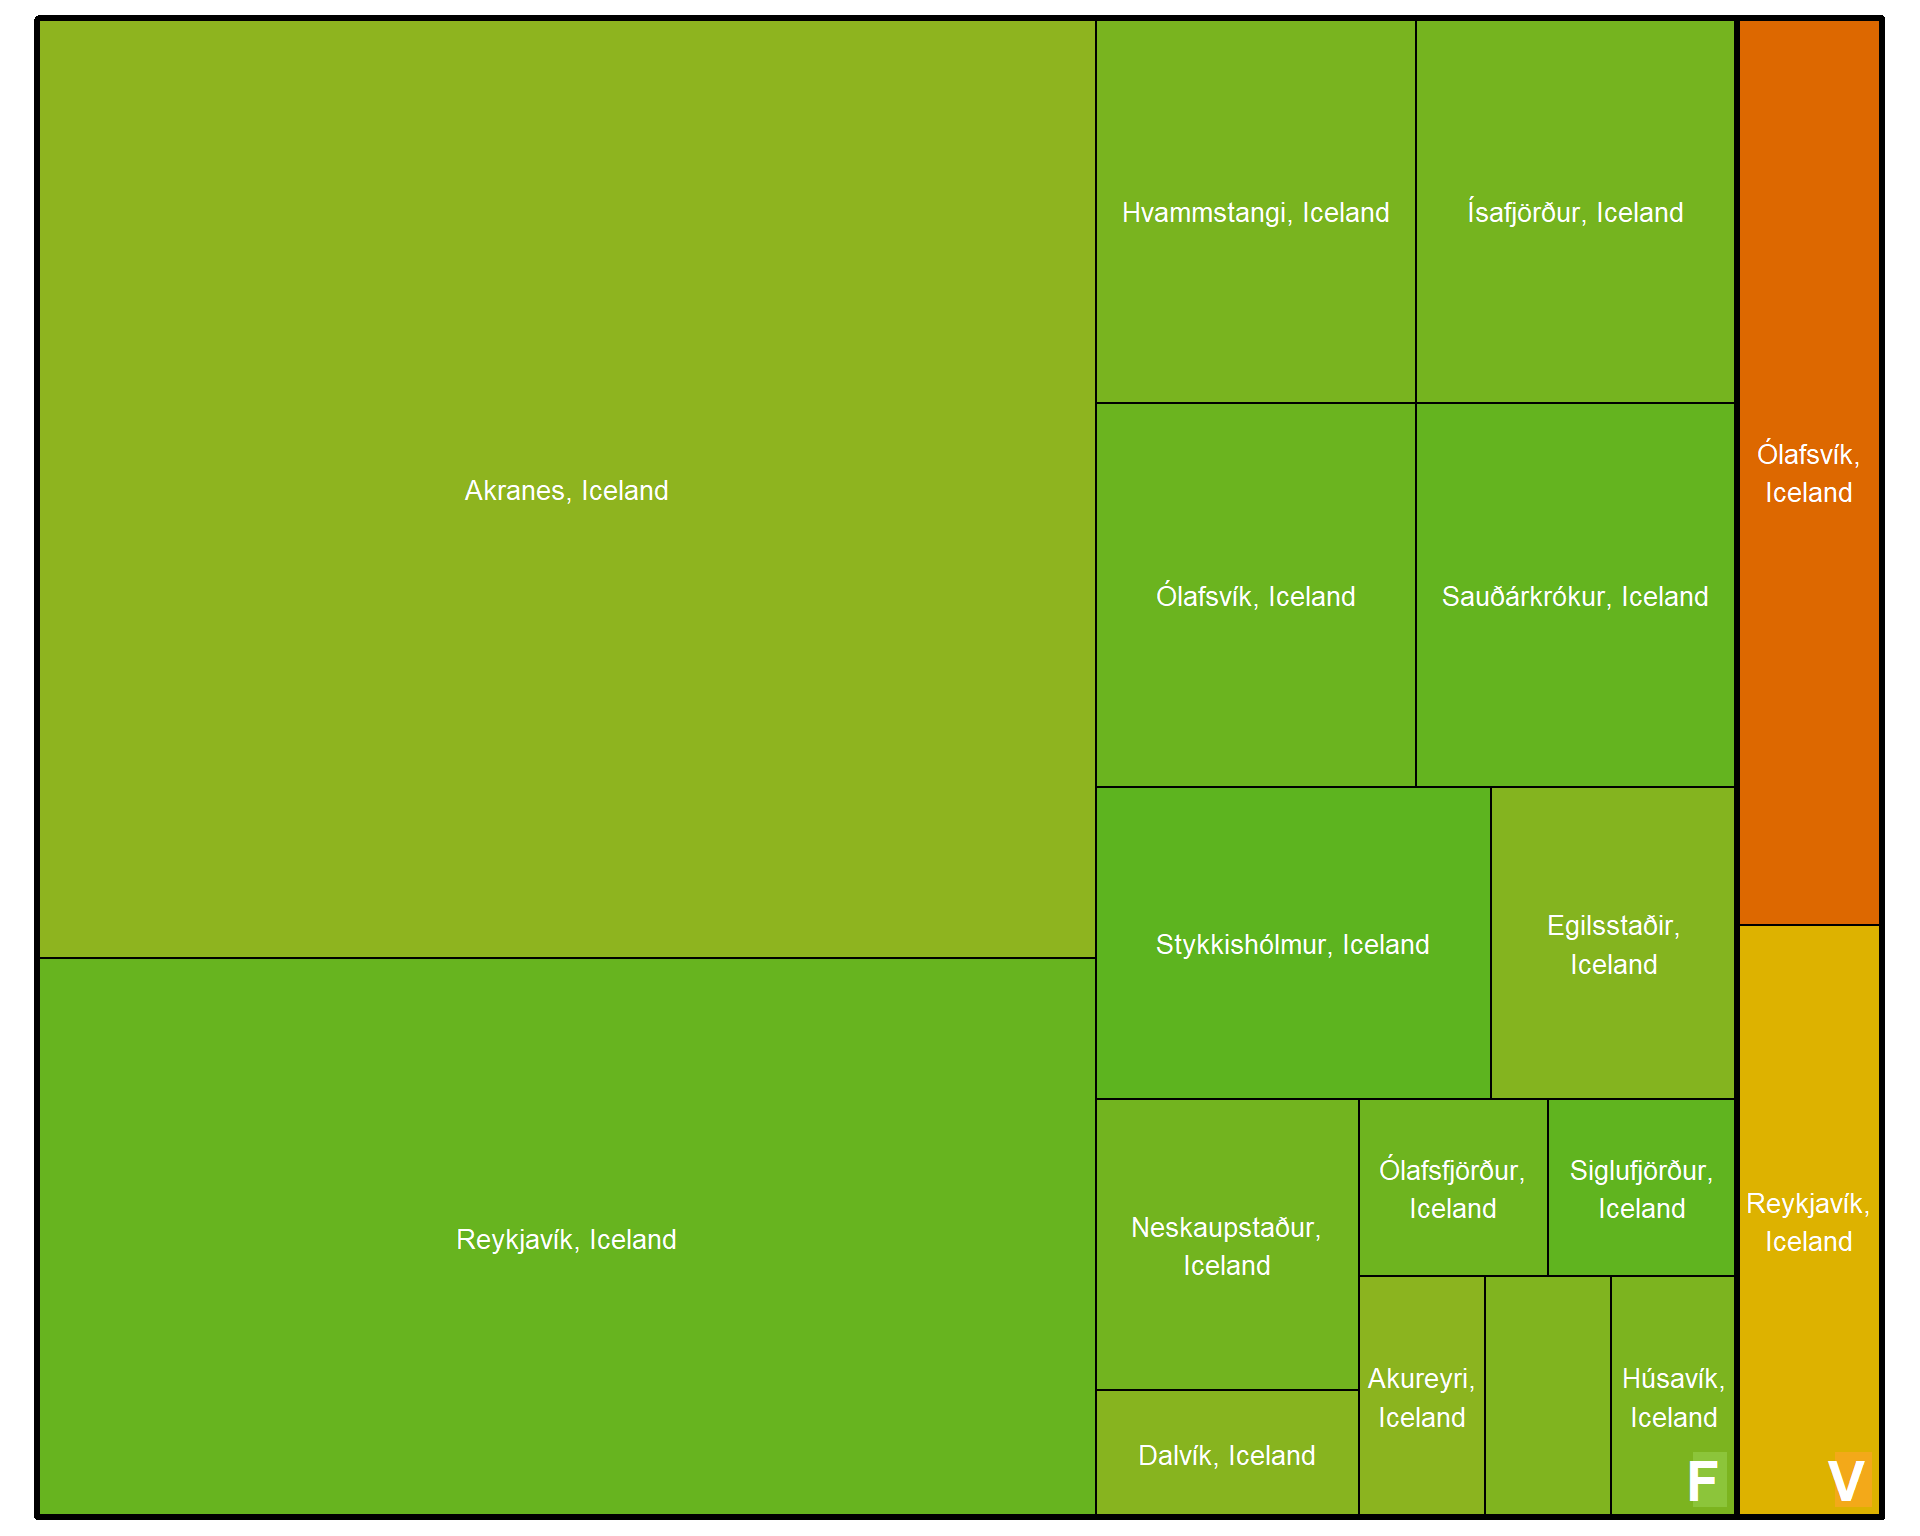 Akranes, Iceland
Reykjavík, Iceland
Hvammstangi, Iceland
Ísafjörður, Iceland
Ólafsvík, Iceland
Sauðárkrókur, Iceland
Stykkishólmur, Iceland
Egilsstaðir,
Iceland
Neskaupstaður,
Iceland
Ólafsfjörður,
Iceland
Siglufjörður,
Iceland
Dalvík, Iceland
Akureyri,
Iceland
Húsavík,
Iceland
F
Ólafsvík,
Iceland
Reykjavík,
Iceland
V